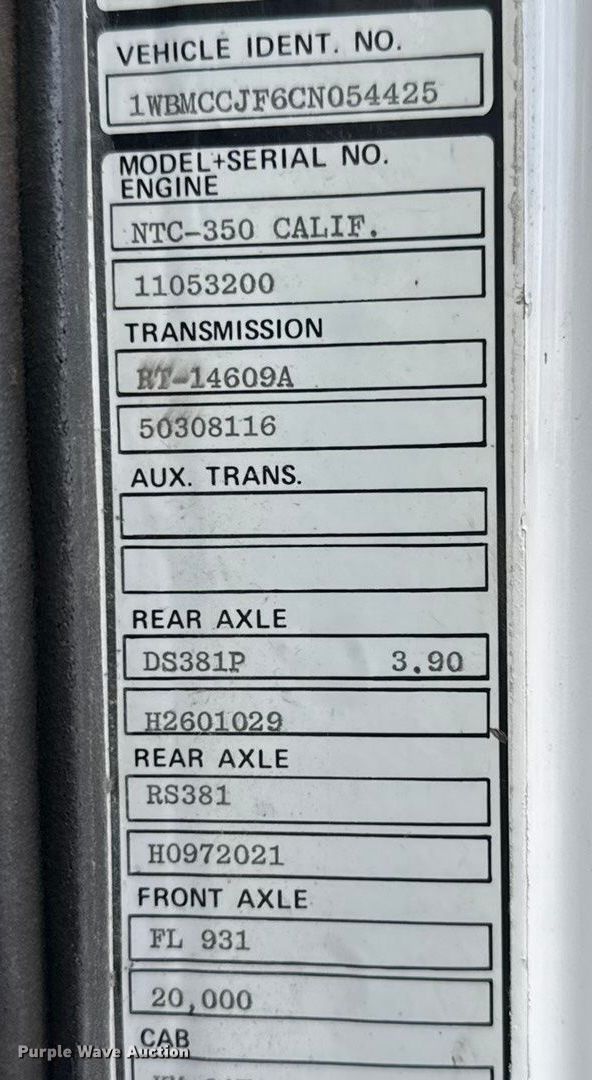 VEHICLE IDENT. NO.
1WBMCCJF6CN054425
MODEL+SERIAL NO.
ENGINE
NTC-350 CALIF.
11053200
TRANSMISSION
RT-14609A
50308116
AUX. TRANS.
REAR AXLE
DS381P 3.90
H2601029
REAR AXLE
RS381
H0972021
FRONT AXLE
FL 931
20,000
CAB
Purple Wave Auction